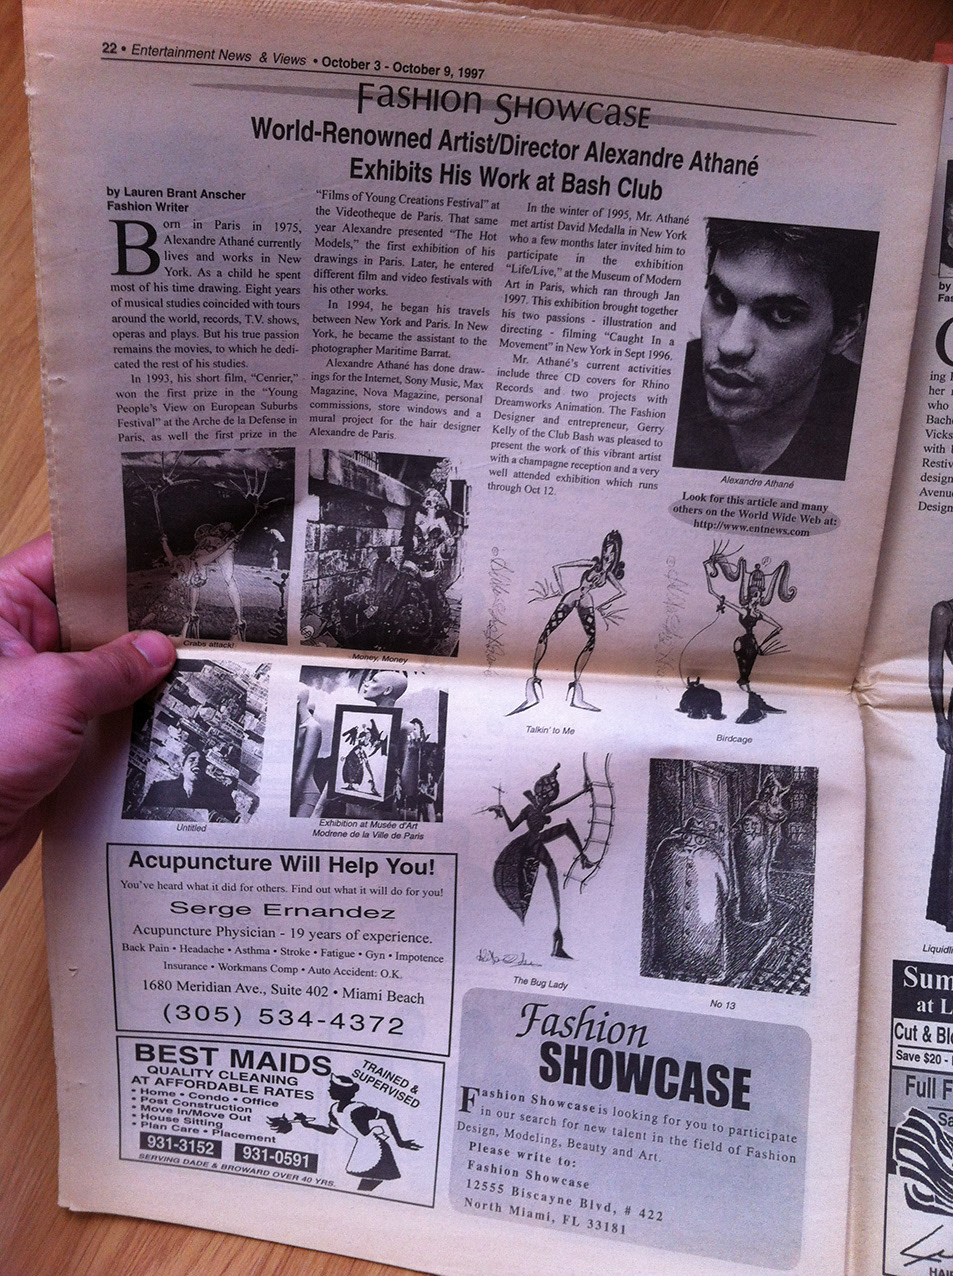 22 • Entertainment News & Views • October 3 - October 9, 1997
Fashion Showcase
World-Renowned Artist/Director Alexandre Athané
Exhibits His Work at Bash Club
by Lauren Brant Anscher
Fashion Writer
Born in Paris in 1975,
Alexandre Athané currently
lives and works in New
York. As a child he spent
most of his time drawing. Eight years
of musical studies coincided with tours
around the world, records, T.V. shows,
operas and plays. But his true passion
remains the movies, to which he dedi-
cated the rest of his studies.
In 1993, his short film, "Cenrier,"
won the first prize in the "Young
People's View on European Suburbs
Festival" at the Arche de la Defense in
Paris, as well the first prize in the
"Films of Young Creations Festival" at
the Videotheque de Paris. That same
year Alexandre presented "The Hot
Models," the first exhibition of his
drawings in Paris. Later, he entered
different film and video festivals with
his other works.
In 1994, he began his travels
between New York and Paris. In New
York, he became the assistant to the
photographer Maritime Barrat.
Alexandre Athané has done draw-
ings for the Internet, Sony Music, Max
Magazine, Nova Magazine, personal
commissions, store windows and a
mural project for the hair designer
Alexandre de Paris.
In the winter of 1995, Mr. Athané
met artist David Medalla in New York
who a few months later invited him to
participate in the exhibition
"Life/Live," at the Museum of Modern
Art in Paris, which ran through Jan
1997. This exhibition brought together
his two passions - illustration and
directing - filming "Caught In a
Movement" in New York in Sept 1996.
Mr. Athané's current activities
include three CD covers for Rhino
Records and two projects with
Dreamworks Animation. The Fashion
Designer and entrepreneur, Gerry
Kelly of the Club Bash was pleased to
present the work of this vibrant artist
with a champagne reception and a very
well attended exhibition which runs
through Oct 12.
Alexandre Athané
Look for this article and many
others on the World Wide Web at:
http://www.entnews.com
Crabs attack!
Money, Money
Talkin' to Me
Birdcage
Untitled
Exhibition at Musée d'Art
Modrene de la Ville de Paris
The Bug Lady
No 13
Acupuncture Will Help You!
You've heard what it did for others. Find out what it will do for you!
Serge Ernandez
Acupuncture Physician - 19 years of experience.
Back Pain • Headache • Asthma • Stroke • Fatigue • Gyn • Impotence
Insurance • Workmans Comp • Auto Accident: O.K.
1680 Meridian Ave., Suite 402 • Miami Beach
(305) 534-4372
BEST MAIDS
QUALITY CLEANING
AT AFFORDABLE RATES
TRAINED &
SUPERVISED
• Home • Condo • Office
• Post Construction
• Move In/Move Out
• House Sitting
• Plan Care • Placement
931-3152 931-0591
SERVING DADE & BROWARD OVER 40 YRS.
Fashion
SHOWCASE
Fashion Showcase is looking for you to participate
in our search for new talent in the field of Fashion
Design, Modeling, Beauty and Art.
Please write to:
Fashion Showcase
12555 Biscayne Blvd, # 422
North Miami, FL 33181
by
Fas
ing
her
who
Bach
Vicks
with
Restiv
design
Avenu
Design
Liquidl
Sum
at L
Cut & Blo
Save $20 -
Full F
Sa
HAI